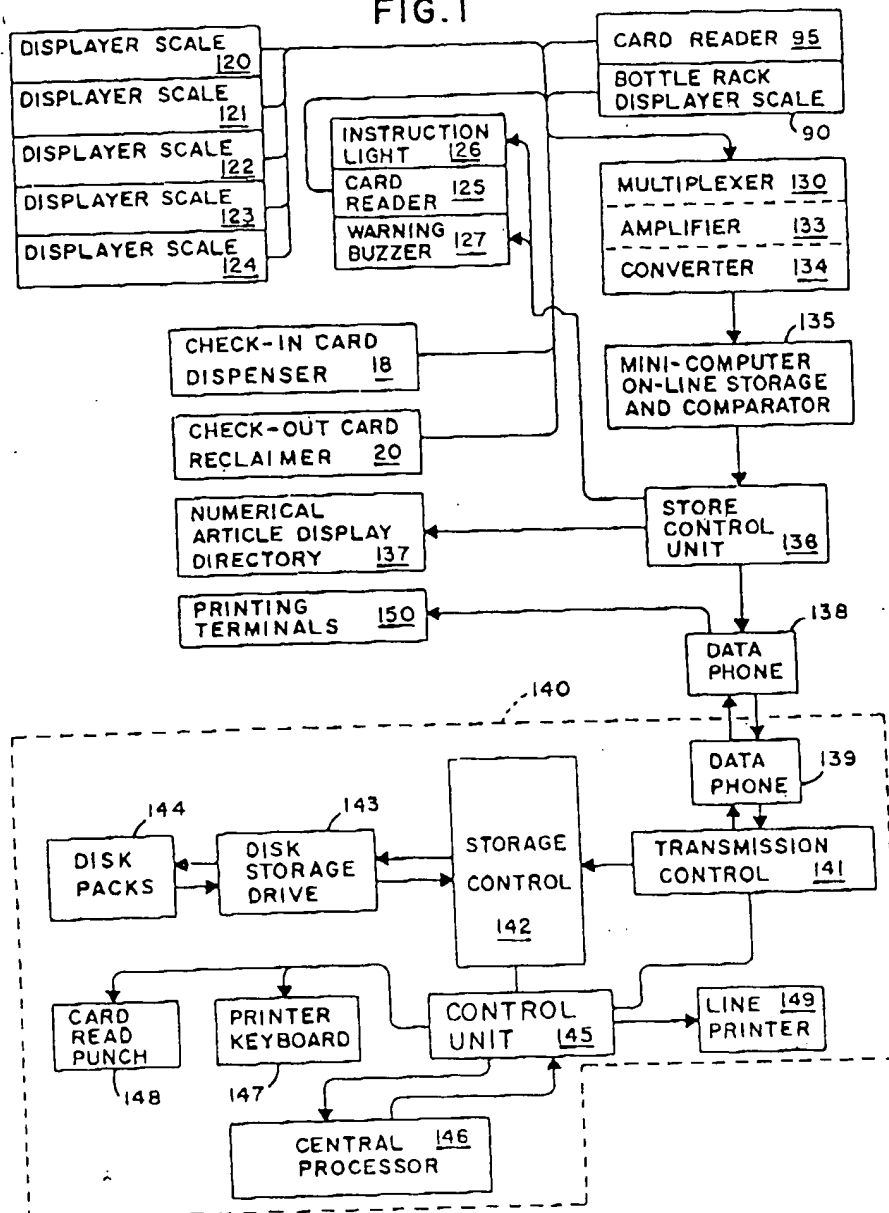 FIG.1
DISPLAYER SCALE
120
DISPLAYER SCALE
121
DISPLAYER SCALE
122
DISPLAYER SCALE
123
DISPLAYER SCALE
124
INSTRUCTION
LIGHT 126
CARD
READER 125
WARNING
BUZZER 127
CARD READER 95
BOTTLE RACK
DISPLAYER SCALE
90
MULTIPLEXER 130
AMPLIFIER 133
CONVERTER 134
135
MINI-COMPUTER
ON-LINE STORAGE
AND COMPARATOR
CHECK-IN CARD
DISPENSER 18
CHECK-OUT CARD
RECLAIMER 20
NUMERICAL
ARTICLE DISPLAY
DIRECTORY 137
STORE
CONTROL
UNIT 136
PRINTING
TERMINALS 150
138
DATA
PHONE
140
DATA
PHONE
139
144
DISK
PACKS
143
DISK
STORAGE
DRIVE
STORAGE
CONTROL
142
TRANSMISSION
CONTROL 141
CARD
READ
PUNCH
148
PRINTER
KEYBOARD
147
CONTROL
UNIT 145
LINE 149
PRINTER
CENTRAL 146
PROCESSOR